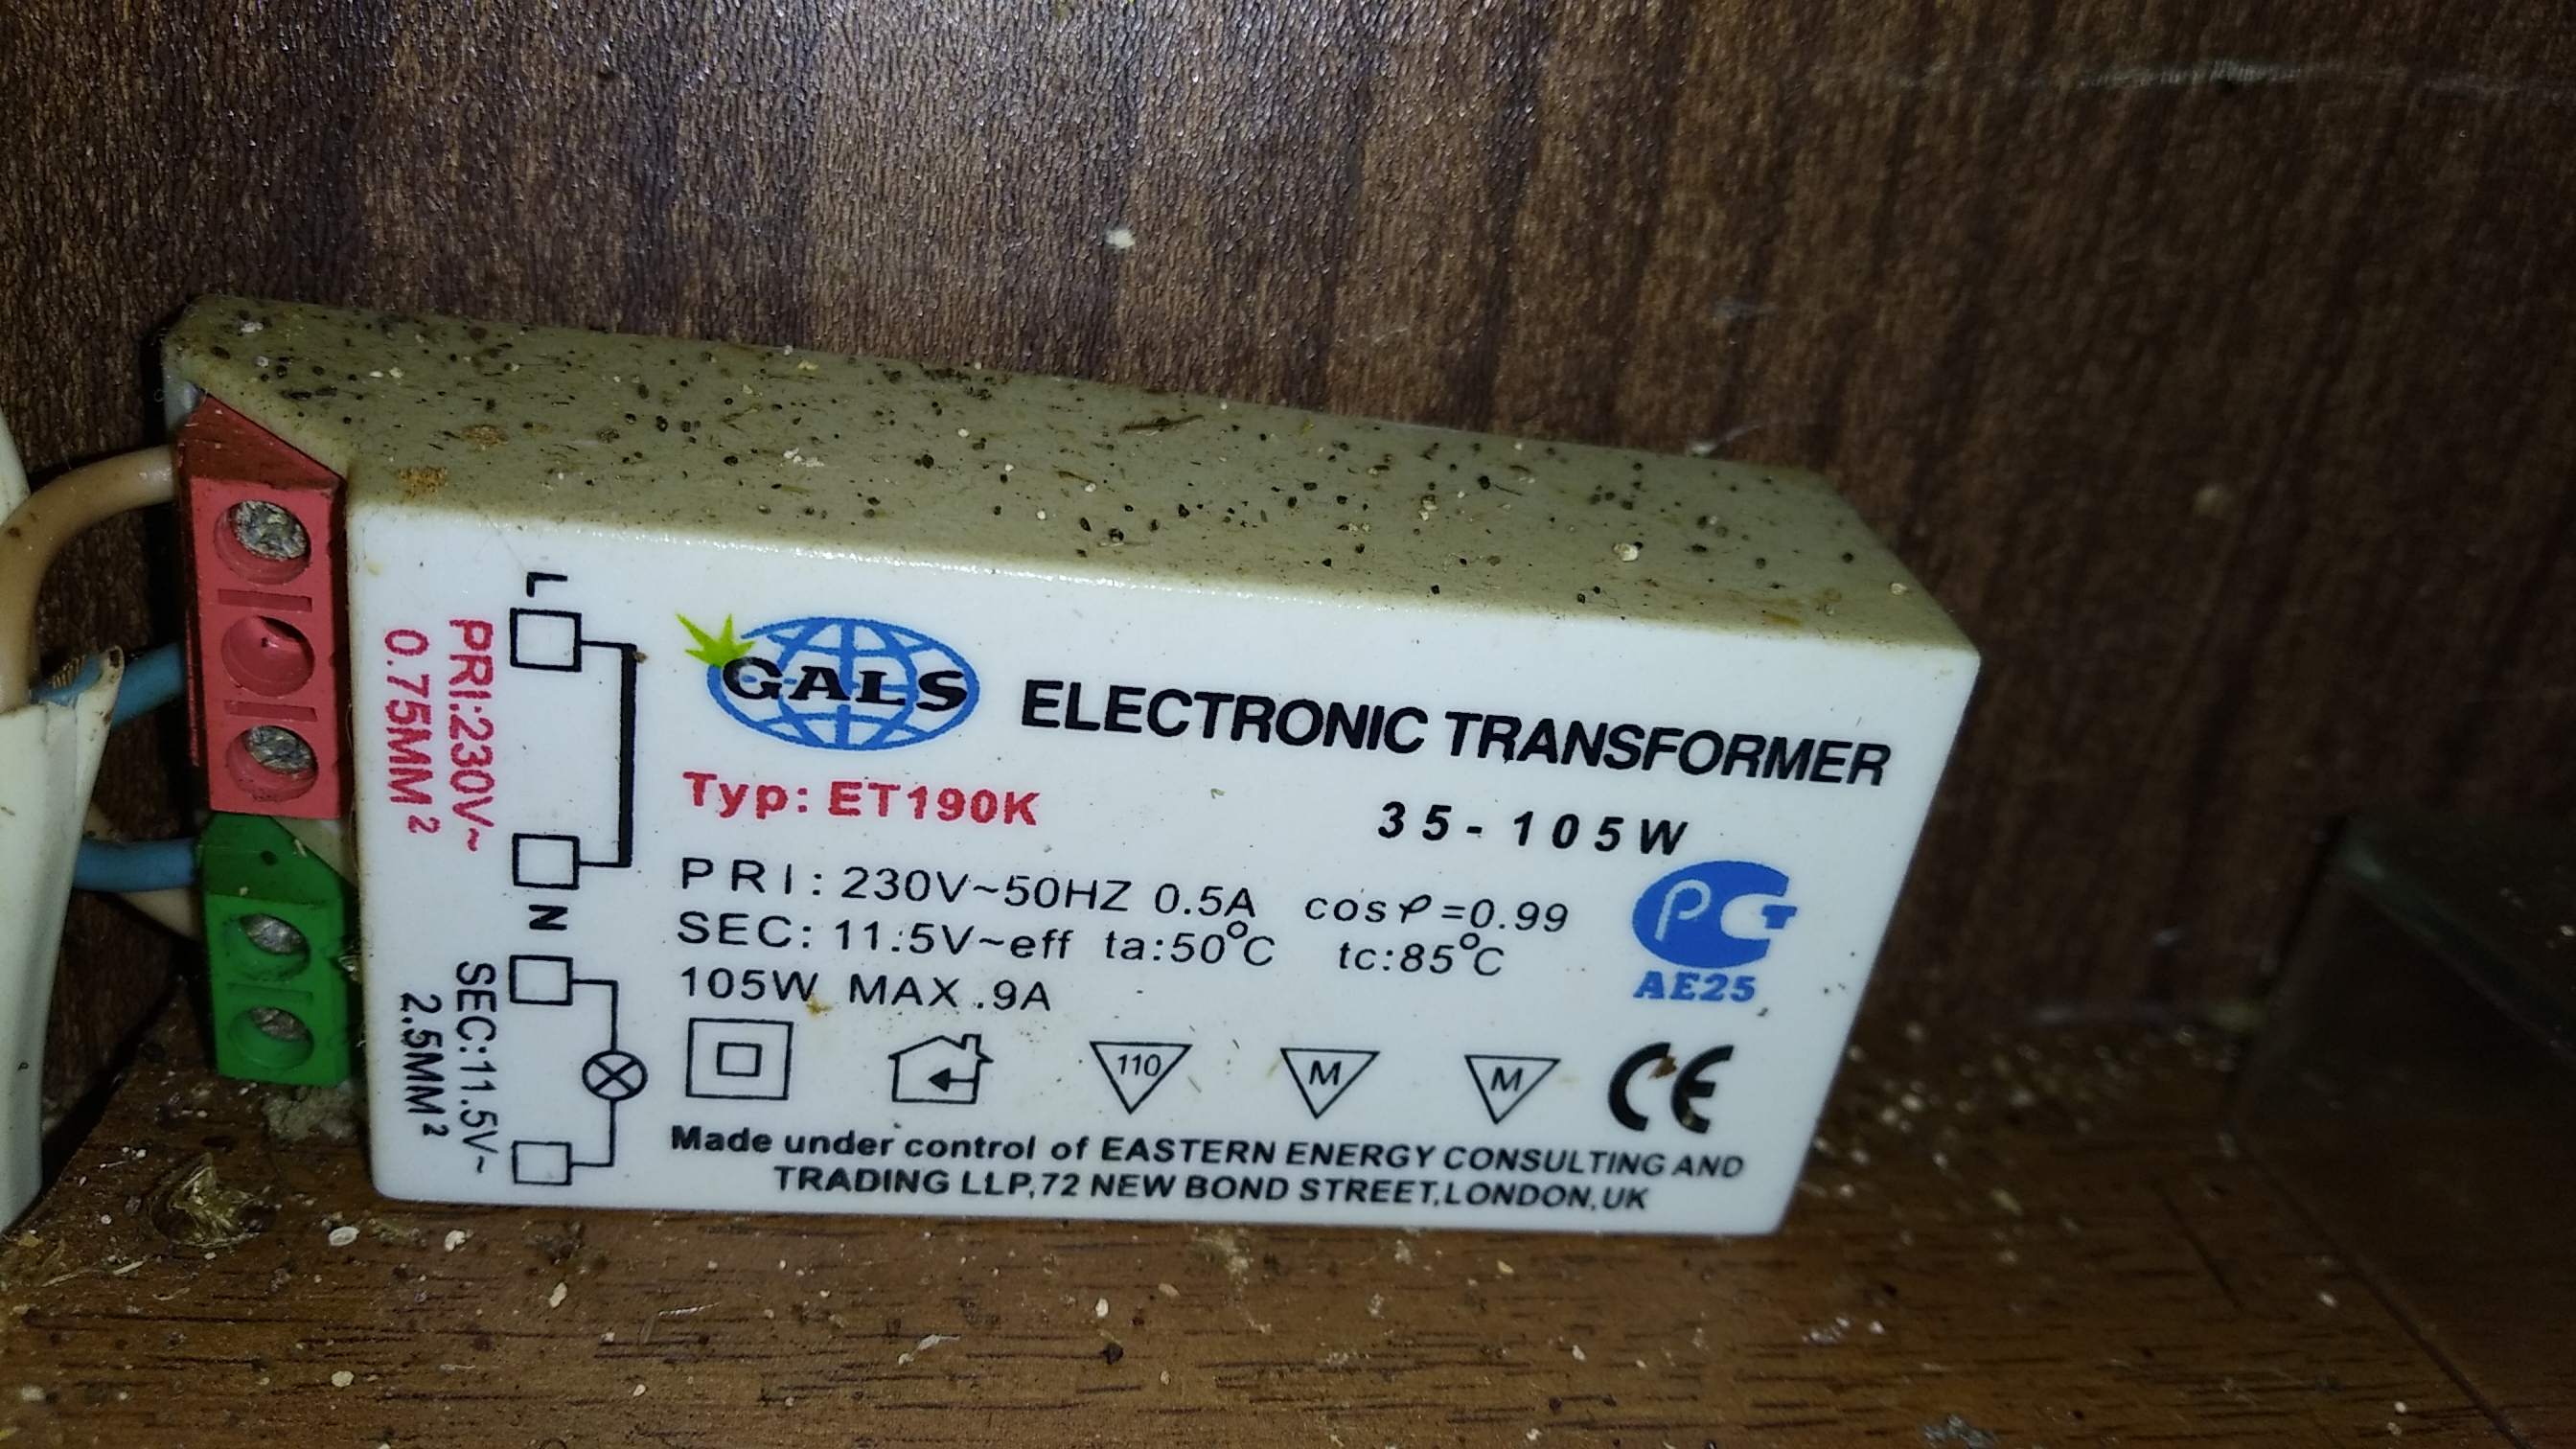 L
PRI:230V~
0.75MM²
N
SEC:11.5V~
2.5MM²
GALS
ELECTRONIC TRANSFORMER
Typ: ET190K
35-105W
PRI: 230V~50HZ 0.5A cosφ=0.99
SEC: 11.5V~eff ta:50°C tc:85°C
105W MAX .9A
PCT
AE25
110
M
M
CE
Made under control of EASTERN ENERGY CONSULTING AND
TRADING LLP,72 NEW BOND STREET,LONDON,UK